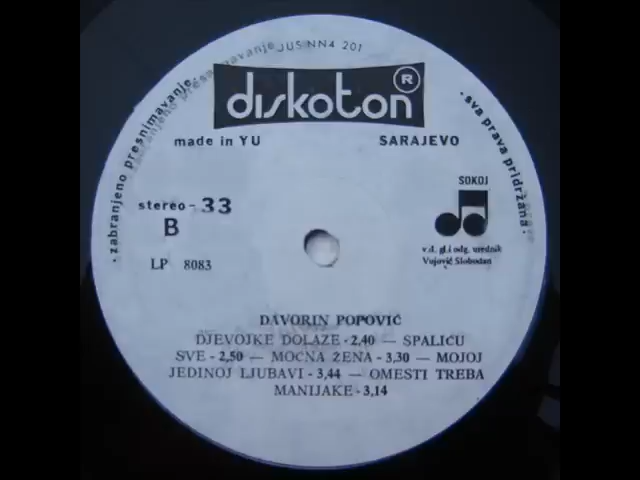 JUS NN4 201
· zabranjeno presnimavanje · sva prava pridržana ·
diskoton ®
made in YU SARAJEVO
stereo - 33
B
LP 8083
SOKOJ
v.d. gl. i odg. urednik
Vujović Slobodan
DAVORIN POPOVIĆ
DJEVOJKE DOLAZE - 2,40 — SPALIĆU
SVE - 2,50 — MOĆNA ŽENA - 3,30 — MOJOJ
JEDINOJ LJUBAVI - 3,44 — OMESTI TREBA
MANIJAKE - 3,14